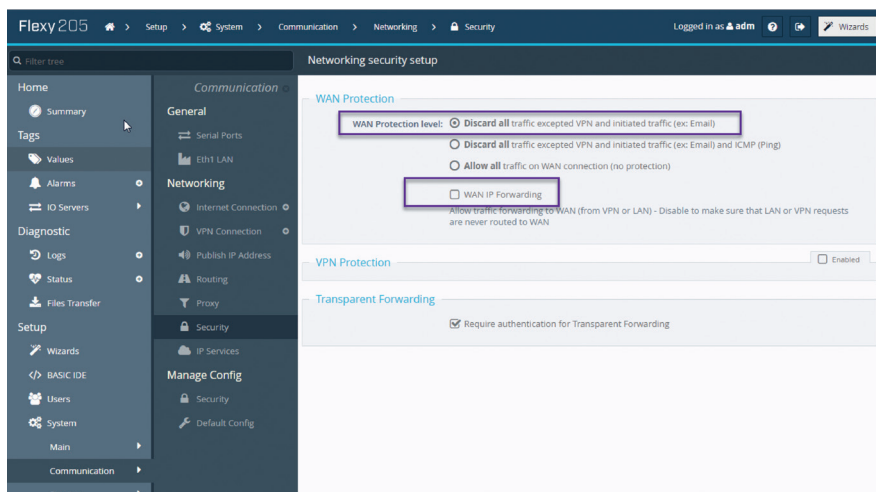 Flexy 205 > Setup > System > Communication > Networking > Security Logged in as adm Wizards
Filter tree
Networking security setup
Home
Summary
Tags
Values
Alarms
IO Servers
Diagnostic
Logs
Status
Files Transfer
Setup
Wizards
</> BASIC IDE
Users
System
Main
Communication
Communication
General
Serial Ports
Eth1 LAN
Networking
Internet Connection
VPN Connection
Publish IP Address
Routing
Proxy
Security
IP Services
Manage Config
Security
Default Config
WAN Protection
WAN Protection level: Discard all traffic excepted VPN and initiated traffic (ex: Email)
Discard all traffic excepted VPN and initiated traffic (ex: Email) and ICMP (Ping)
Allow all traffic on WAN connection (no protection)
WAN IP Forwarding
Allow traffic forwarding to WAN (from VPN or LAN) - Disable to make sure that LAN or VPN requests
are never routed to WAN
VPN Protection
Enabled
Transparent Forwarding
Require authentication for Transparent Forwarding